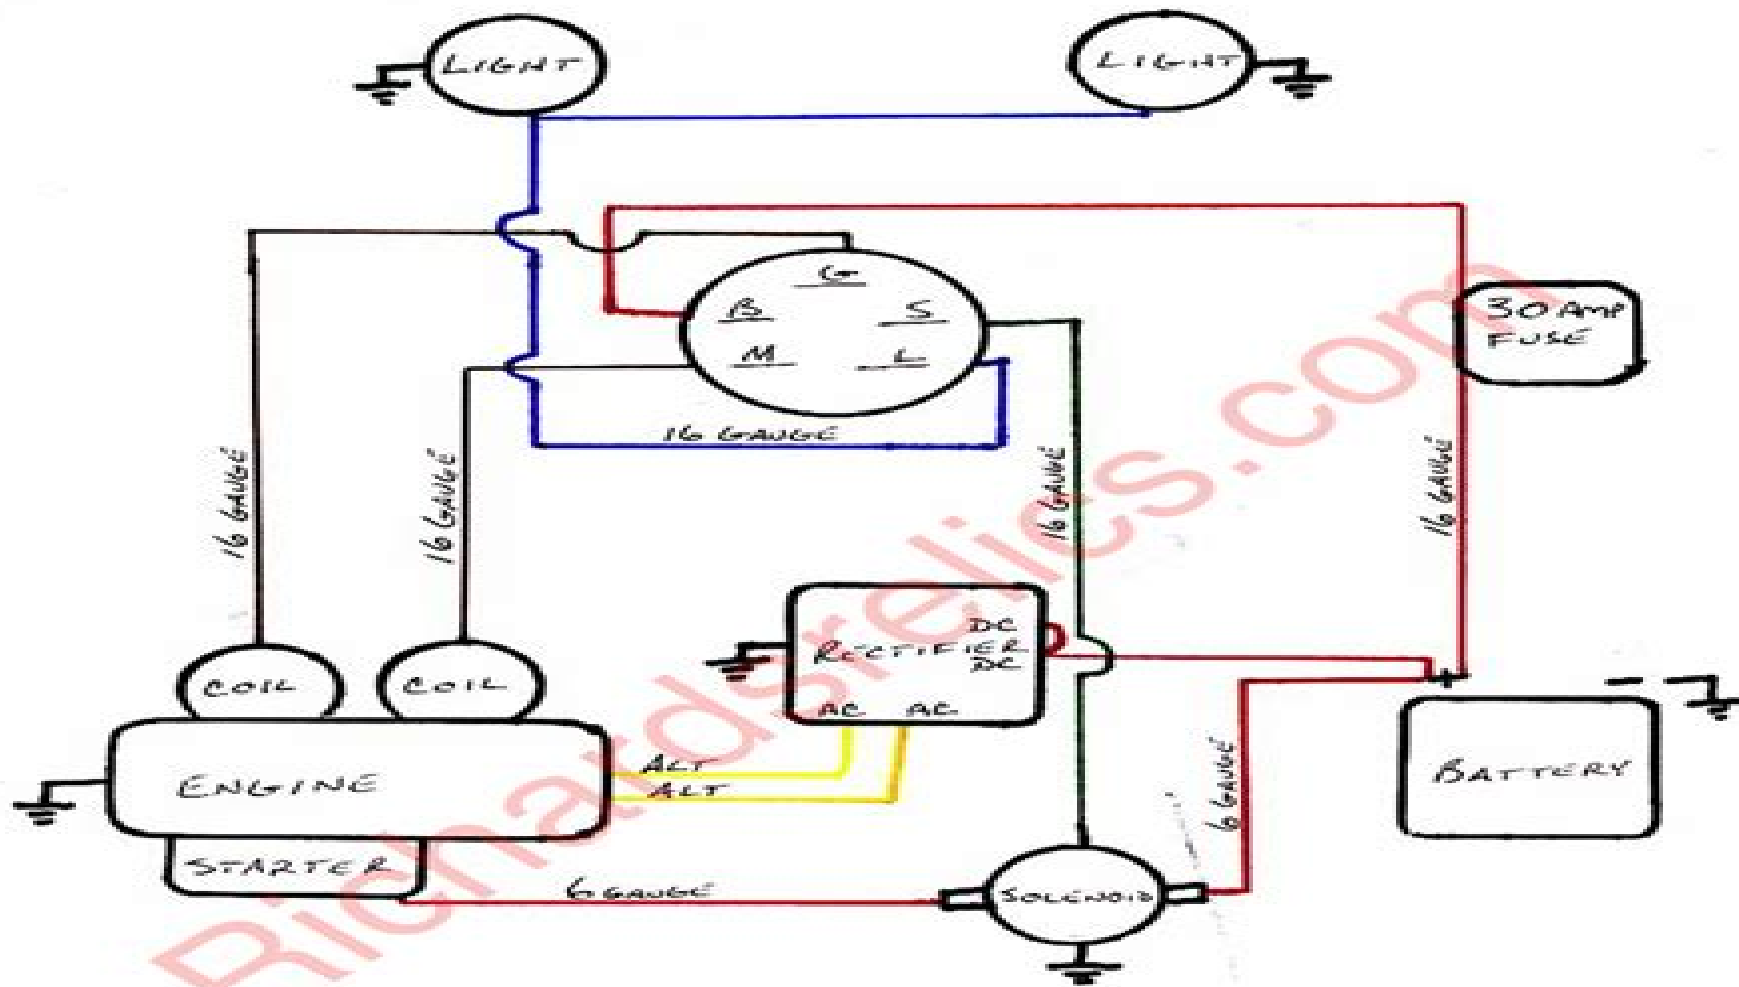 LIGHT
LIGHT
G
B
S
M
L
30 AMP
FUSE
16 GAUGE
16 GAUGE
16 GAUGE
16 GAUGE
16 GAUGE
DC
RECTIFIER
DC
AC AC
COIL
COIL
+
–
ENGINE
ALT
ALT
BATTERY
6 GAUGE
STARTER
6 GAUGE
SOLENOID
Richardsrelics.com